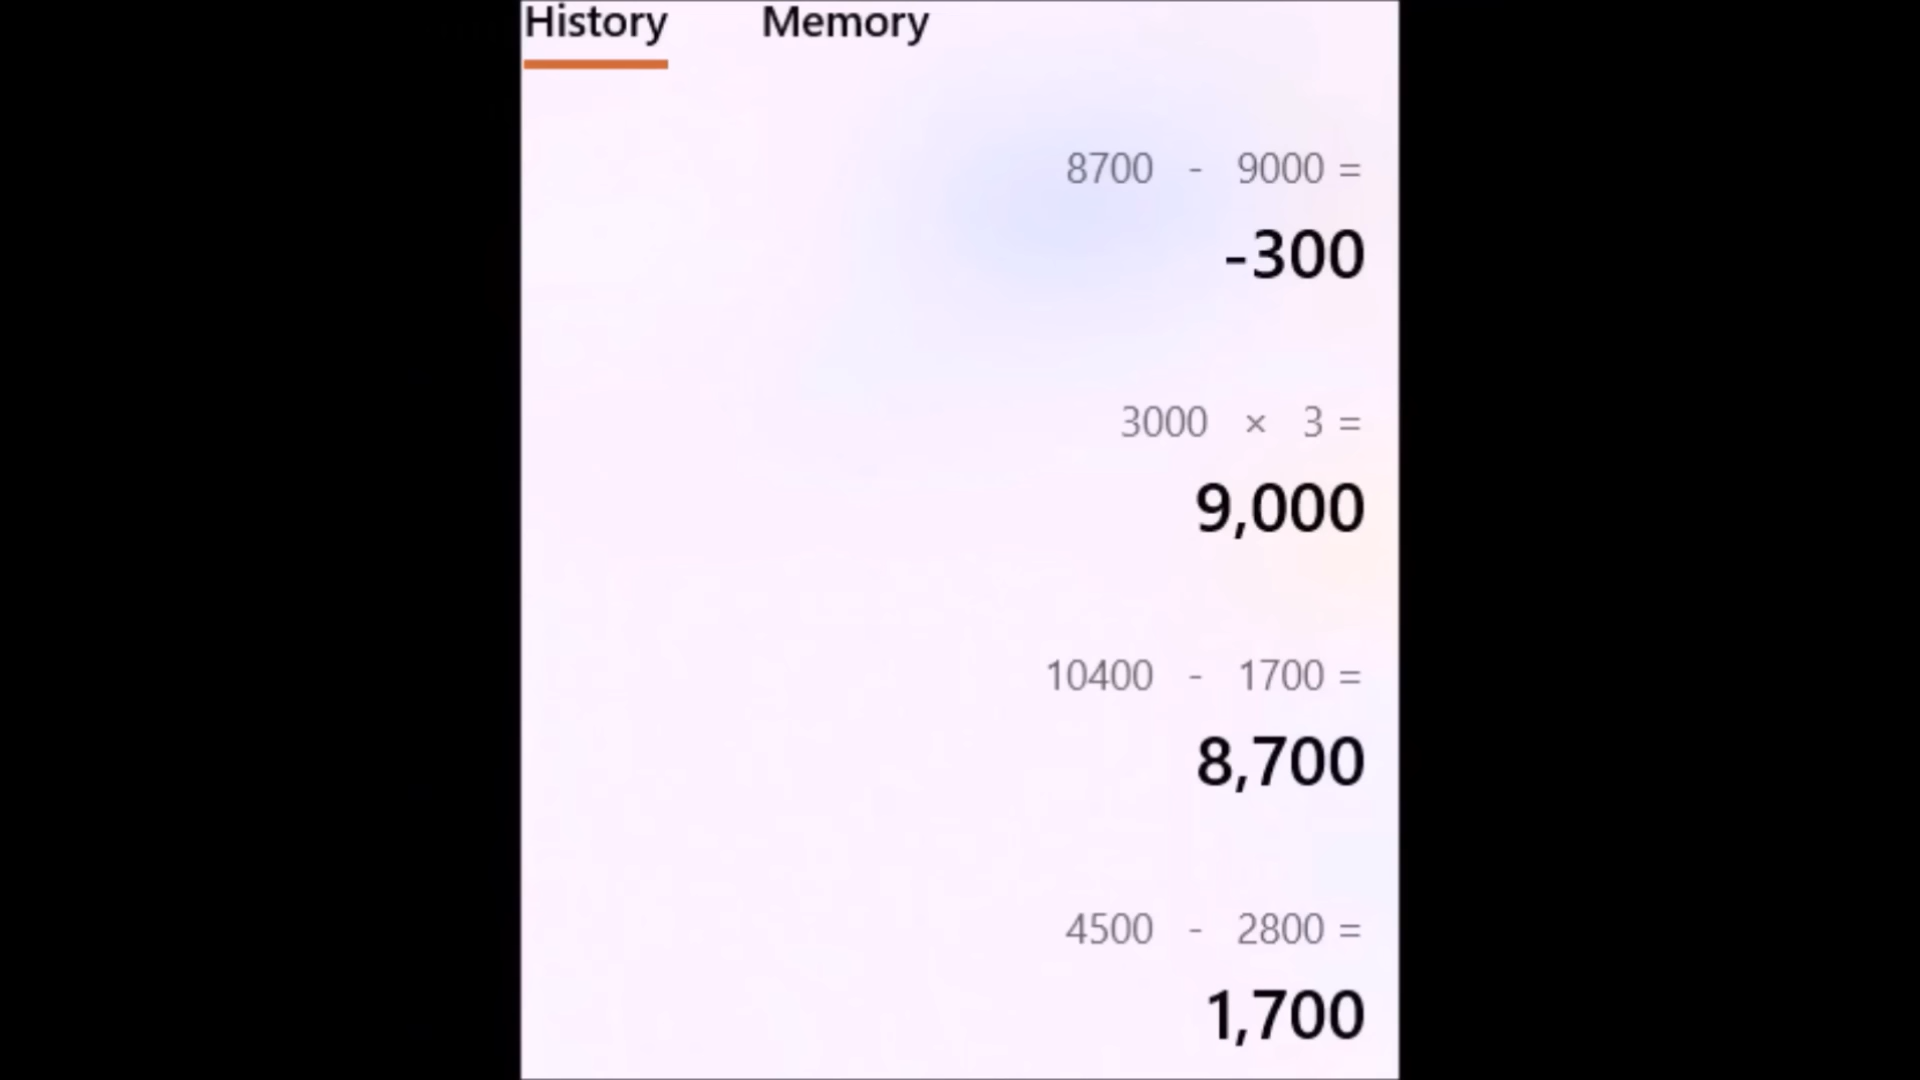 History Memory
8700 - 9000 =
-300
3000 × 3 =
9,000
10400 - 1700 =
8,700
4500 - 2800 =
1,700